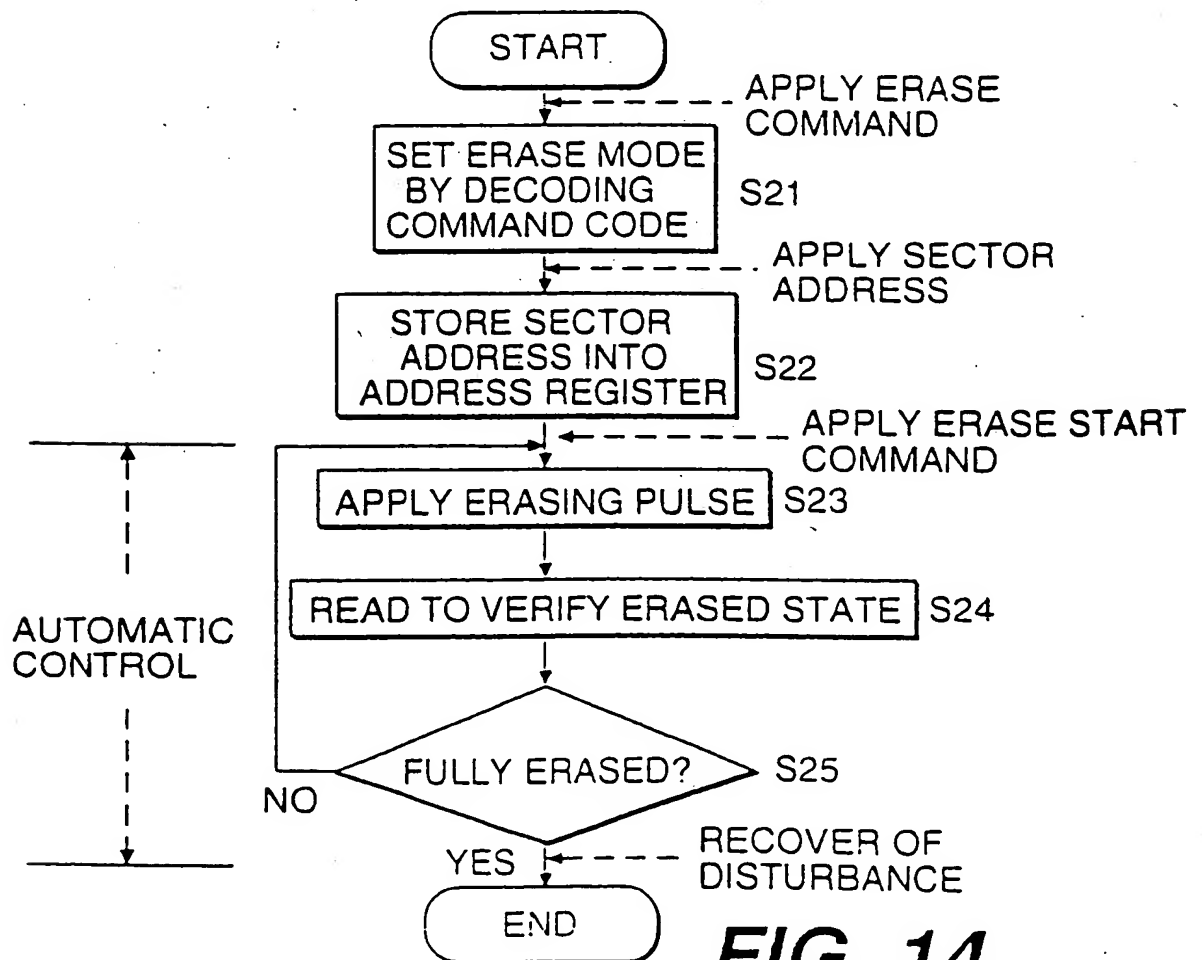 START
APPLY ERASE
COMMAND
SET ERASE MODE
BY DECODING
COMMAND CODE
S21
APPLY SECTOR
ADDRESS
STORE SECTOR
ADDRESS INTO
ADDRESS REGISTER
S22
APPLY ERASE START
COMMAND
APPLY ERASING PULSE
S23
READ TO VERIFY ERASED STATE
S24
AUTOMATIC
CONTROL
FULLY ERASED?
S25
NO
YES
RECOVER OF
DISTURBANCE
END
FIG. 14